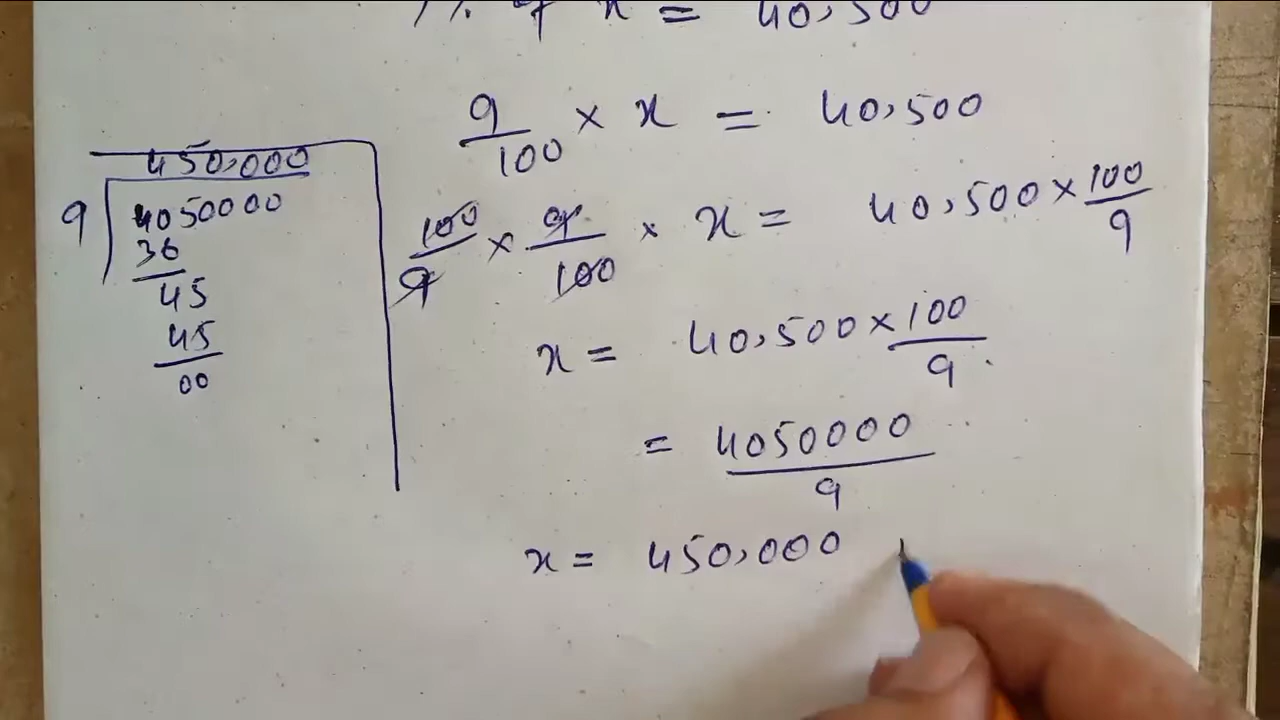 % of x = 40,500
9/100 × x = 40,500
100/9 × 9/100 × x = 40,500 × 100/9
x = 40,500 × 100/9
= 4050000/9
x = 450,000
450,000
9 4050000
36
45
45
00